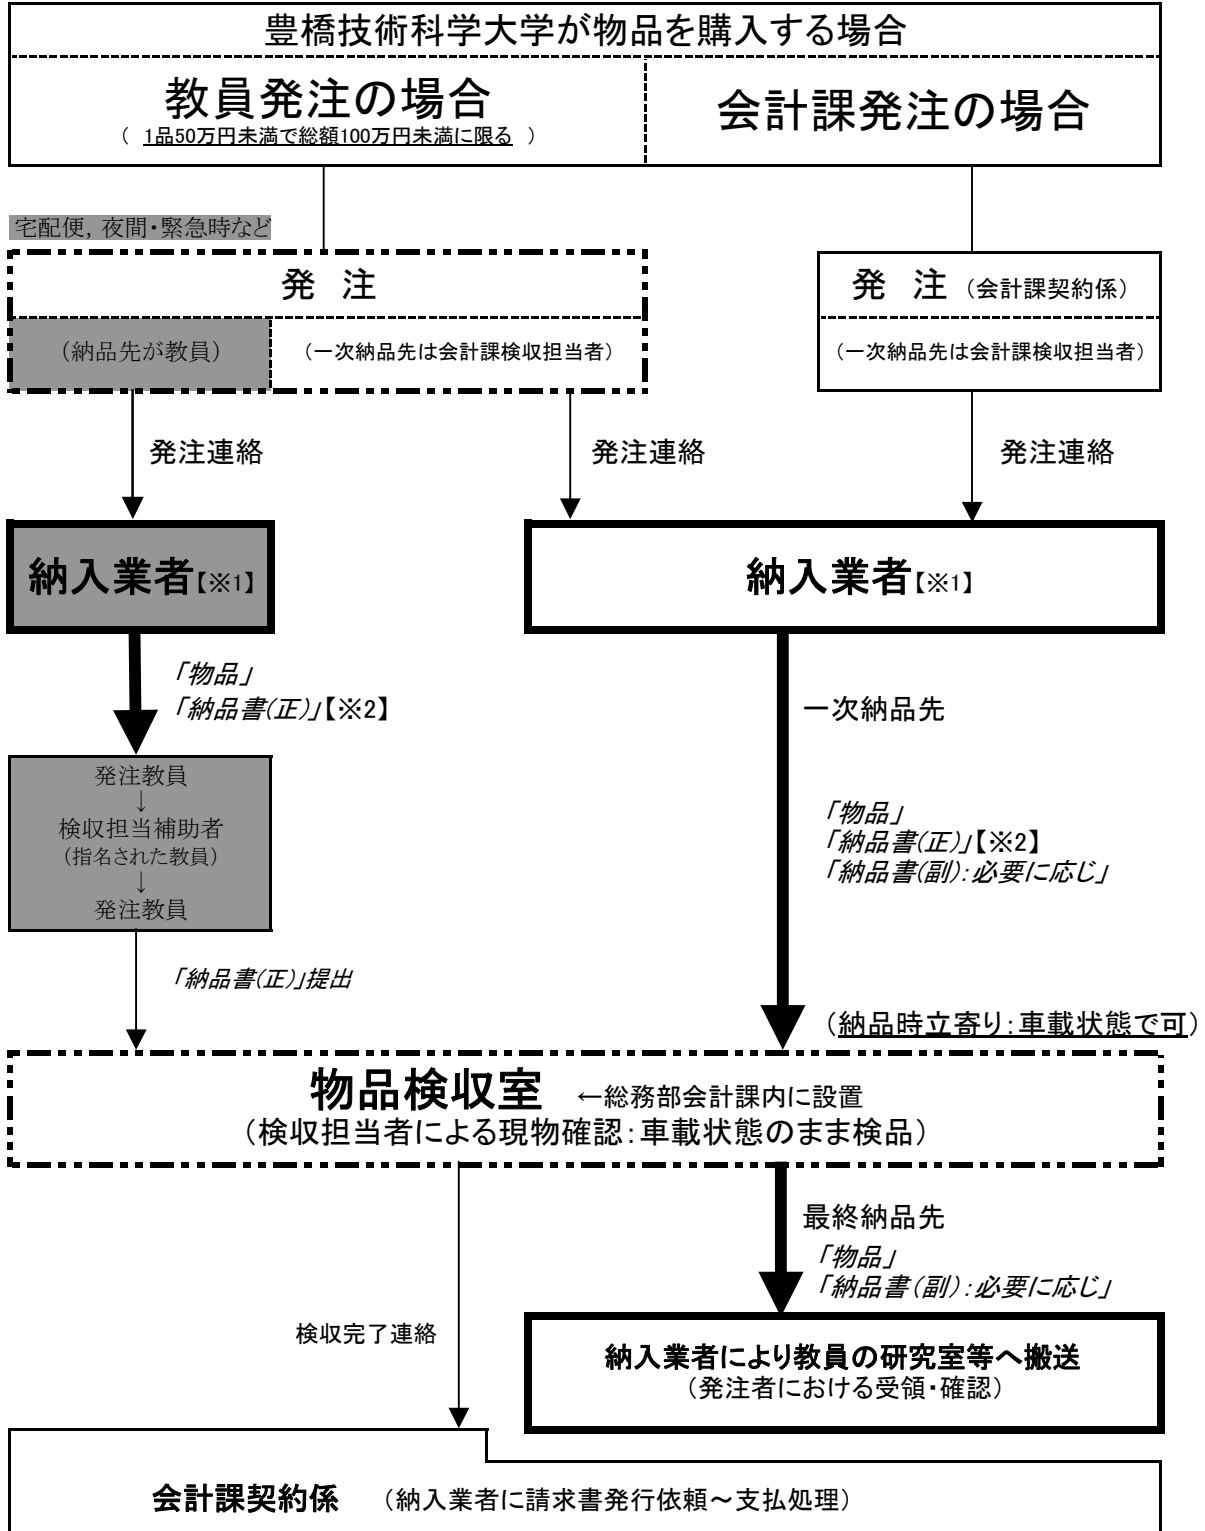 豊橋技術科学大学が物品を購入する場合
教員発注の場合
（ 1品50万円未満で総額100万円未満に限る ）
会計課発注の場合
宅配便，夜間・緊急時など
発 注
（納品先が教員）
（一次納品先は会計課検収担当者）
発 注（会計課契約係）
（一次納品先は会計課検収担当者）
発注連絡
発注連絡
発注連絡
納入業者【※1】
納入業者【※1】
「物品」
「納品書(正)」【※2】
一次納品先
発注教員
↓
検収担当補助者
（指名された教員）
↓
発注教員
「物品」
「納品書(正)」【※2】
「納品書(副)：必要に応じ」
「納品書(正)」提出
（納品時立寄り：車載状態で可）
物品検収室 ←総務部会計課内に設置
（検収担当者による現物確認：車載状態のまま検品）
最終納品先
「物品」
「納品書（副）：必要に応じ」
検収完了連絡
納入業者により教員の研究室等へ搬送
（発注者における受領・確認）
会計課契約係 （納入業者に請求書発行依頼～支払処理）